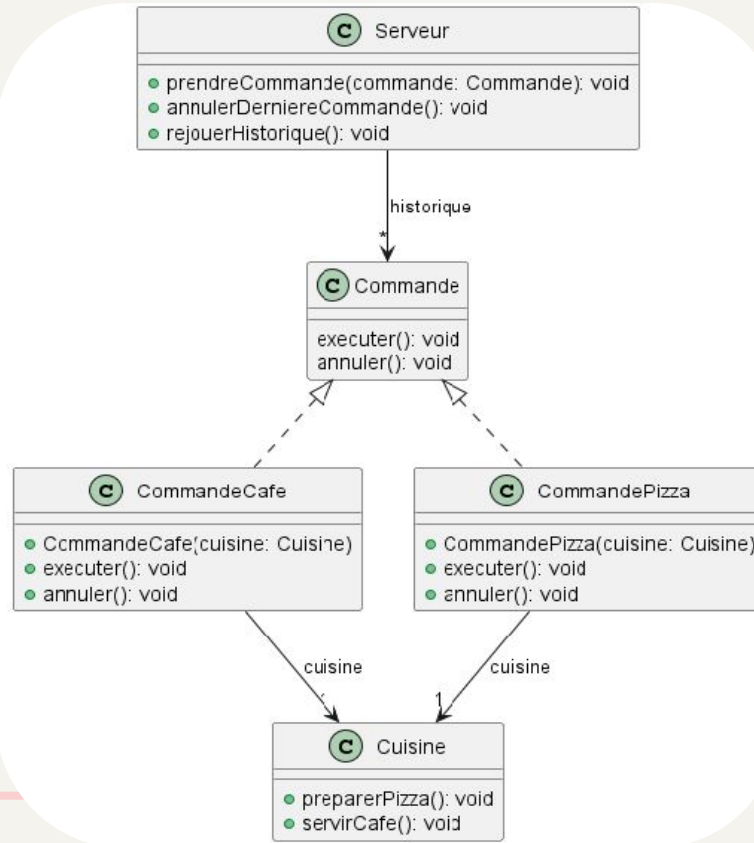 C Serveur
prendreCommande(commande: Commande): void
annulerDerniereCommande(): void
rejouerHistorique(): void
historique
*
C Commande
executer(): void
annuler(): void
C CommandeCafe
CommandeCafe(cuisine: Cuisine)
executer(): void
annuler(): void
C CommandePizza
CommandePizza(cuisine: Cuisine)
executer(): void
annuler(): void
cuisine
cuisine
1
C Cuisine
preparerPizza(): void
servirCafe(): void